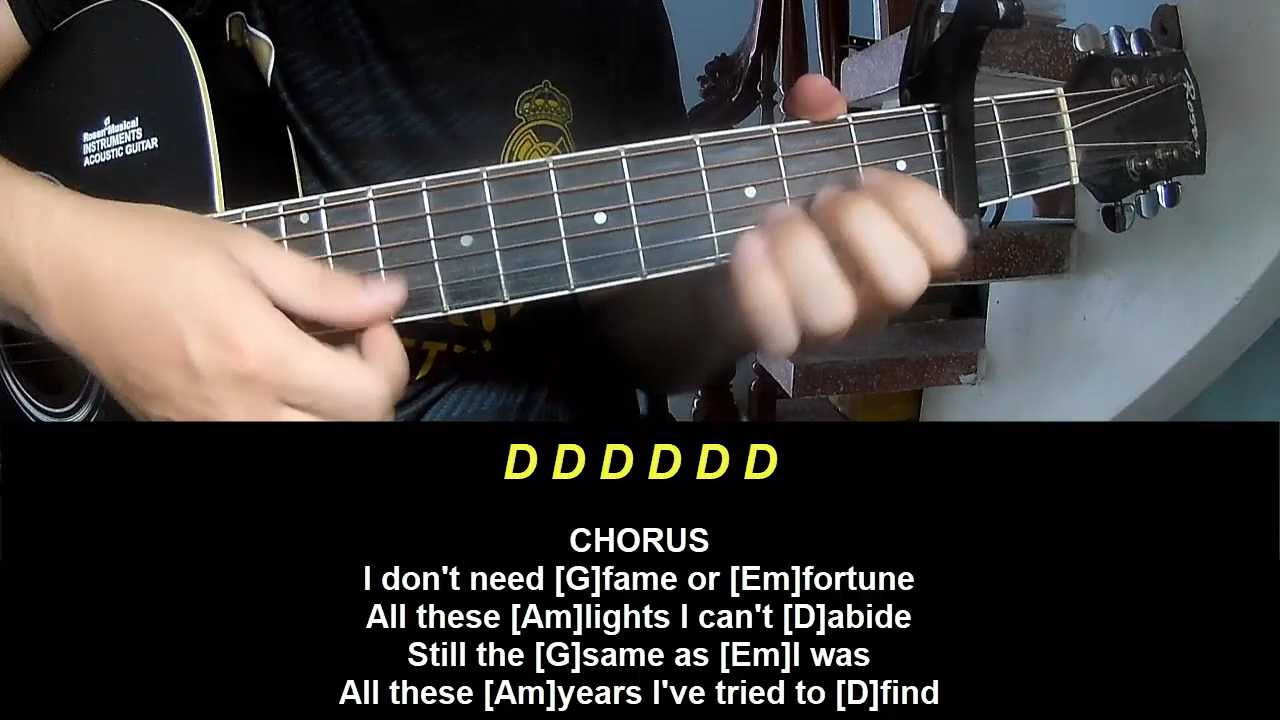 Rosen Musical
INSTRUMENTS
ACOUSTIC GUITAR
Rosen
D D D D D D
CHORUS
I don't need [G]fame or [Em]fortune
All these [Am]lights I can't [D]abide
Still the [G]same as [Em]I was
All these [Am]years I've tried to [D]find